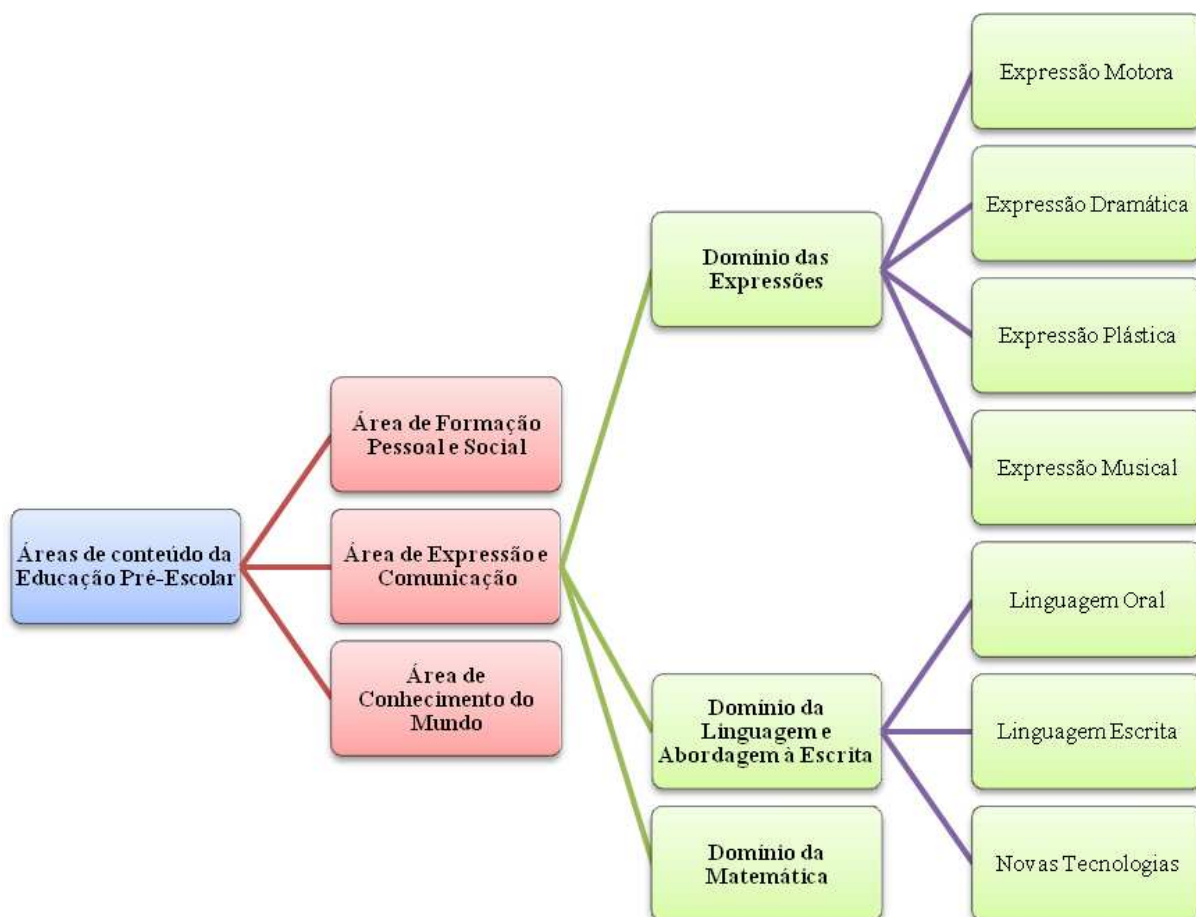 Áreas de conteúdo da
Educação Pré-Escolar
Área de Formação
Pessoal e Social
Área de Expressão e
Comunicação
Área de
Conhecimento do
Mundo
Domínio das
Expressões
Domínio da
Linguagem e
Abordagem à Escrita
Domínio da
Matemática
Expressão Motora
Expressão Dramática
Expressão Plástica
Expressão Musical
Linguagem Oral
Linguagem Escrita
Novas Tecnologias